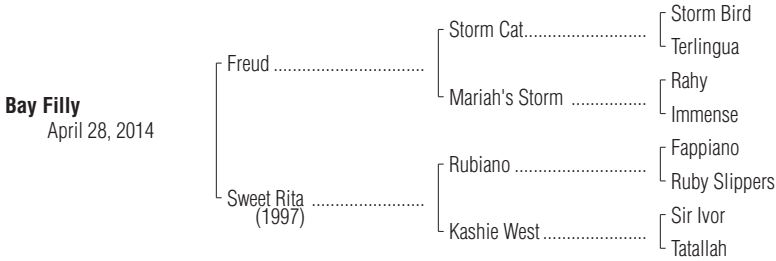 Storm Bird
Storm Cat..............................
Terlingua
Freud .....................................
Rahy
Mariah's Storm ..................
Immense
Bay Filly
April 28, 2014
Fappiano
Rubiano ................................
Ruby Slippers
Sweet Rita ...........................
(1997)
Sir Ivor
Kashie West.........................
Tatallah